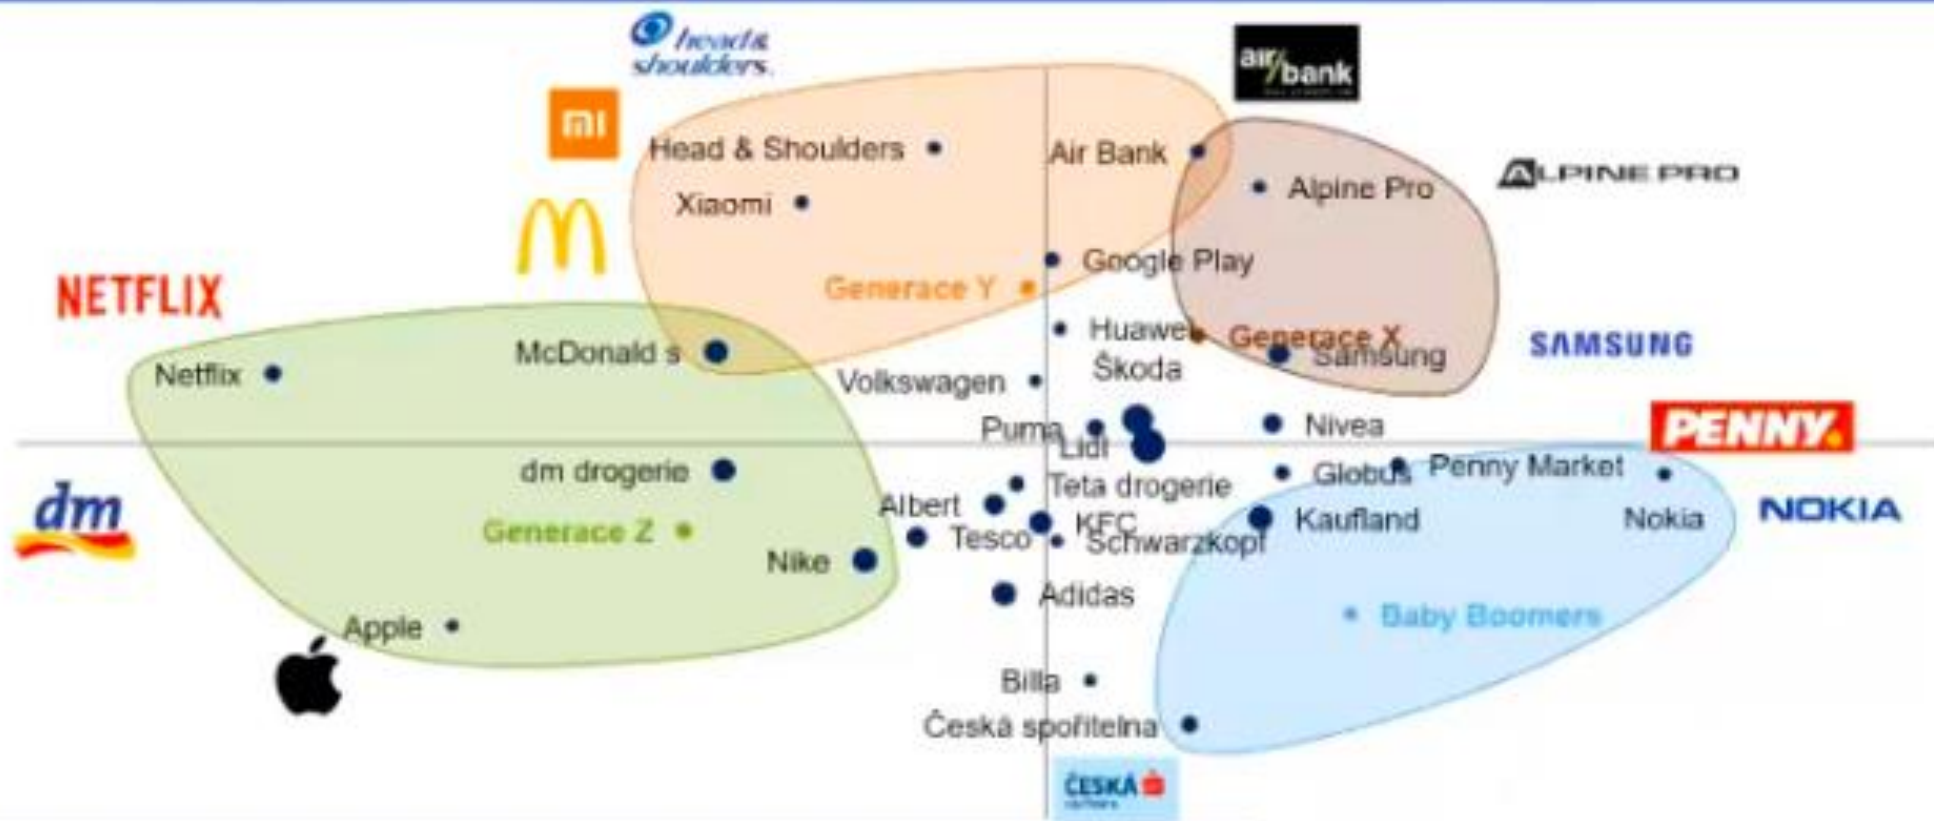 head&
shoulders.
air bank
mi
Head & Shoulders
Air Bank
Alpine Pro
ALPINE PRO
Xiaomi
Google Play
Generace Y
NETFLIX
Huawe
Generace X
SAMSUNG
McDonald s
Samsung
Netflix
Škoda
Volkswagen
PENNY.
Puma
Nivea
Lidl
dm drogerie
Globus
Penny Market
dm
Albert
Teta drogerie
Kaufland
Nokia
NOKIA
Generace Z
KFC
Tesco
Schwarzkopf
Nike
Adidas
Baby Boomers
Apple
Billa
Česká spořitelna
ČESKÁ